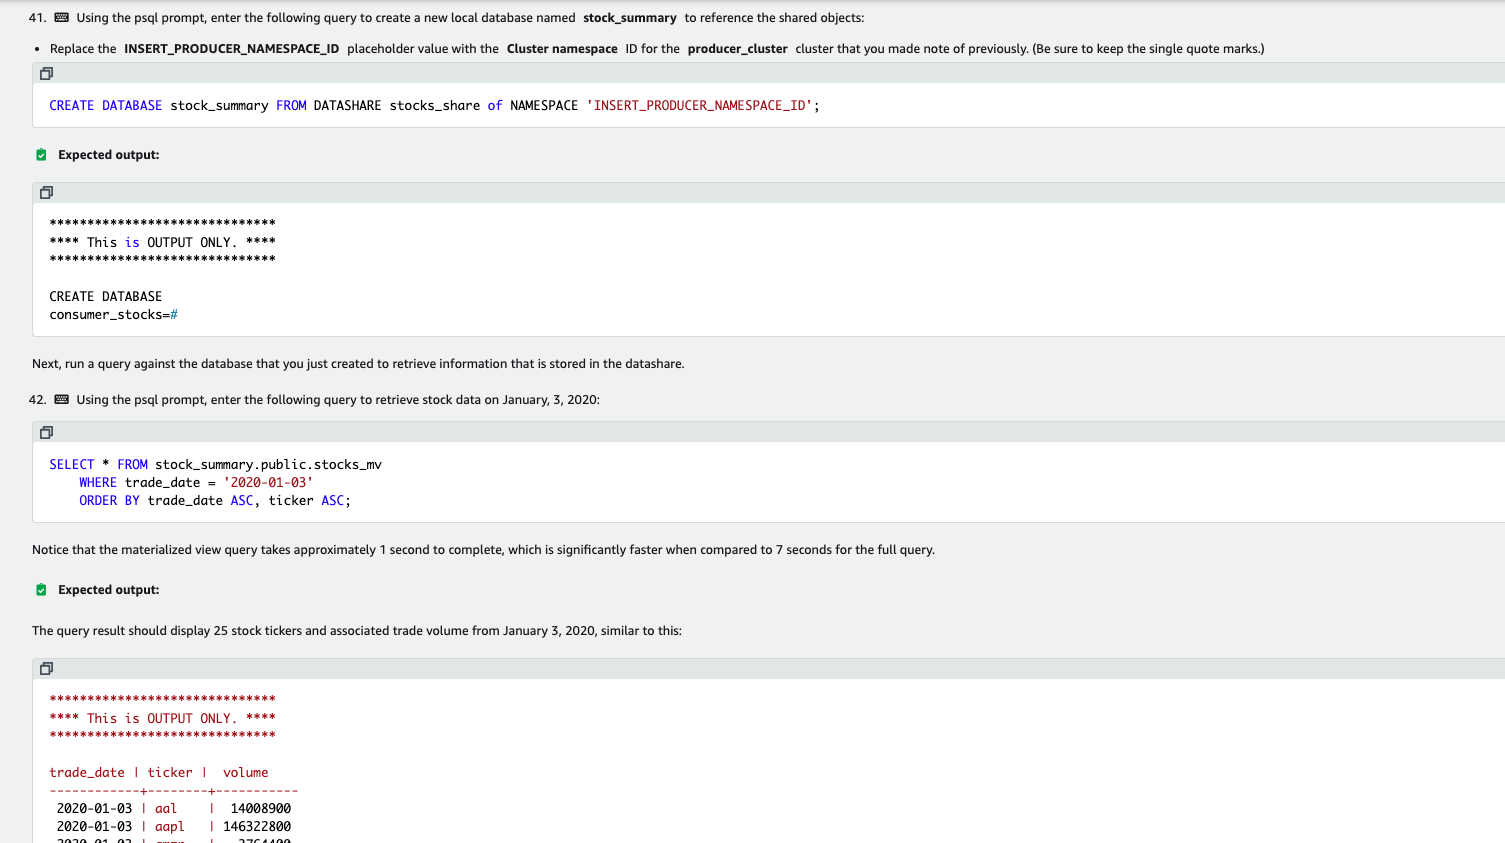 41. Using the psql prompt, enter the following query to create a new local database named stock_summary to reference the shared objects:
• Replace the INSERT_PRODUCER_NAMESPACE_ID placeholder value with the Cluster namespace ID for the producer_cluster cluster that you made note of previously. (Be sure to keep the single quote marks.)
CREATE DATABASE stock_summary FROM DATASHARE stocks_share of NAMESPACE 'INSERT_PRODUCER_NAMESPACE_ID';
Expected output:
******************************
**** This is OUTPUT ONLY. ****
******************************
CREATE DATABASE
consumer_stocks=#
Next, run a query against the database that you just created to retrieve information that is stored in the datashare.
42. Using the psql prompt, enter the following query to retrieve stock data on January, 3, 2020:
SELECT * FROM stock_summary.public.stocks_mv
WHERE trade_date = '2020-01-03'
ORDER BY trade_date ASC, ticker ASC;
Notice that the materialized view query takes approximately 1 second to complete, which is significantly faster when compared to 7 seconds for the full query.
Expected output:
The query result should display 25 stock tickers and associated trade volume from January 3, 2020, similar to this:
******************************
**** This is OUTPUT ONLY. ****
******************************
trade_date | ticker | volume
------------+--------+-----------
2020-01-03 | aal | 14008900
2020-01-03 | aapl | 146322800